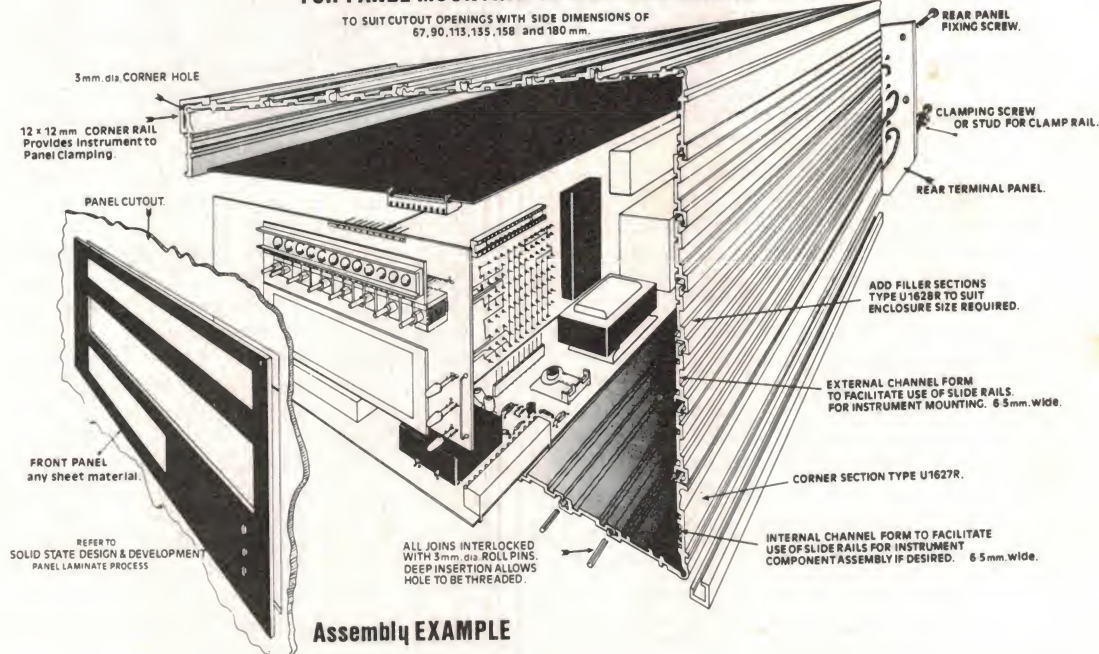 FOR PANEL MOUNTING
TO SUIT CUTOUT OPENINGS WITH SIDE DIMENSIONS OF
67,90,113,135,158 and 180 mm.
REAR PANEL
FIXING SCREW.
3mm.dia.CORNER HOLE
12 x 12 mm CORNER RAIL
Provides Instrument to
Panel Clamping.
CLAMPING SCREW
OR STUD FOR CLAMP RAIL.
REAR TERMINAL PANEL.
PANEL CUTOUT.
ADD FILLER SECTIONS
TYPE U1628R TO SUIT
ENCLOSURE SIZE REQUIRED.
EXTERNAL CHANNEL FORM
TO FACILITATE USE OF SLIDE RAILS.
FOR INSTRUMENT MOUNTING. 6·5mm.wide.
FRONT PANEL
any sheet material.
CORNER SECTION TYPE U1627R.
REFER TO
SOLID STATE DESIGN & DEVELOPMENT
PANEL LAMINATE PROCESS
ALL JOINS INTERLOCKED
WITH 3mm.dia.ROLL PINS.
DEEP INSERTION ALLOWS
HOLE TO BE THREADED.
INTERNAL CHANNEL FORM TO FACILITATE
USE OF SLIDE RAILS FOR INSTRUMENT
COMPONENT ASSEMBLY IF DESIRED. 6·5mm.wide.
Assembly EXAMPLE